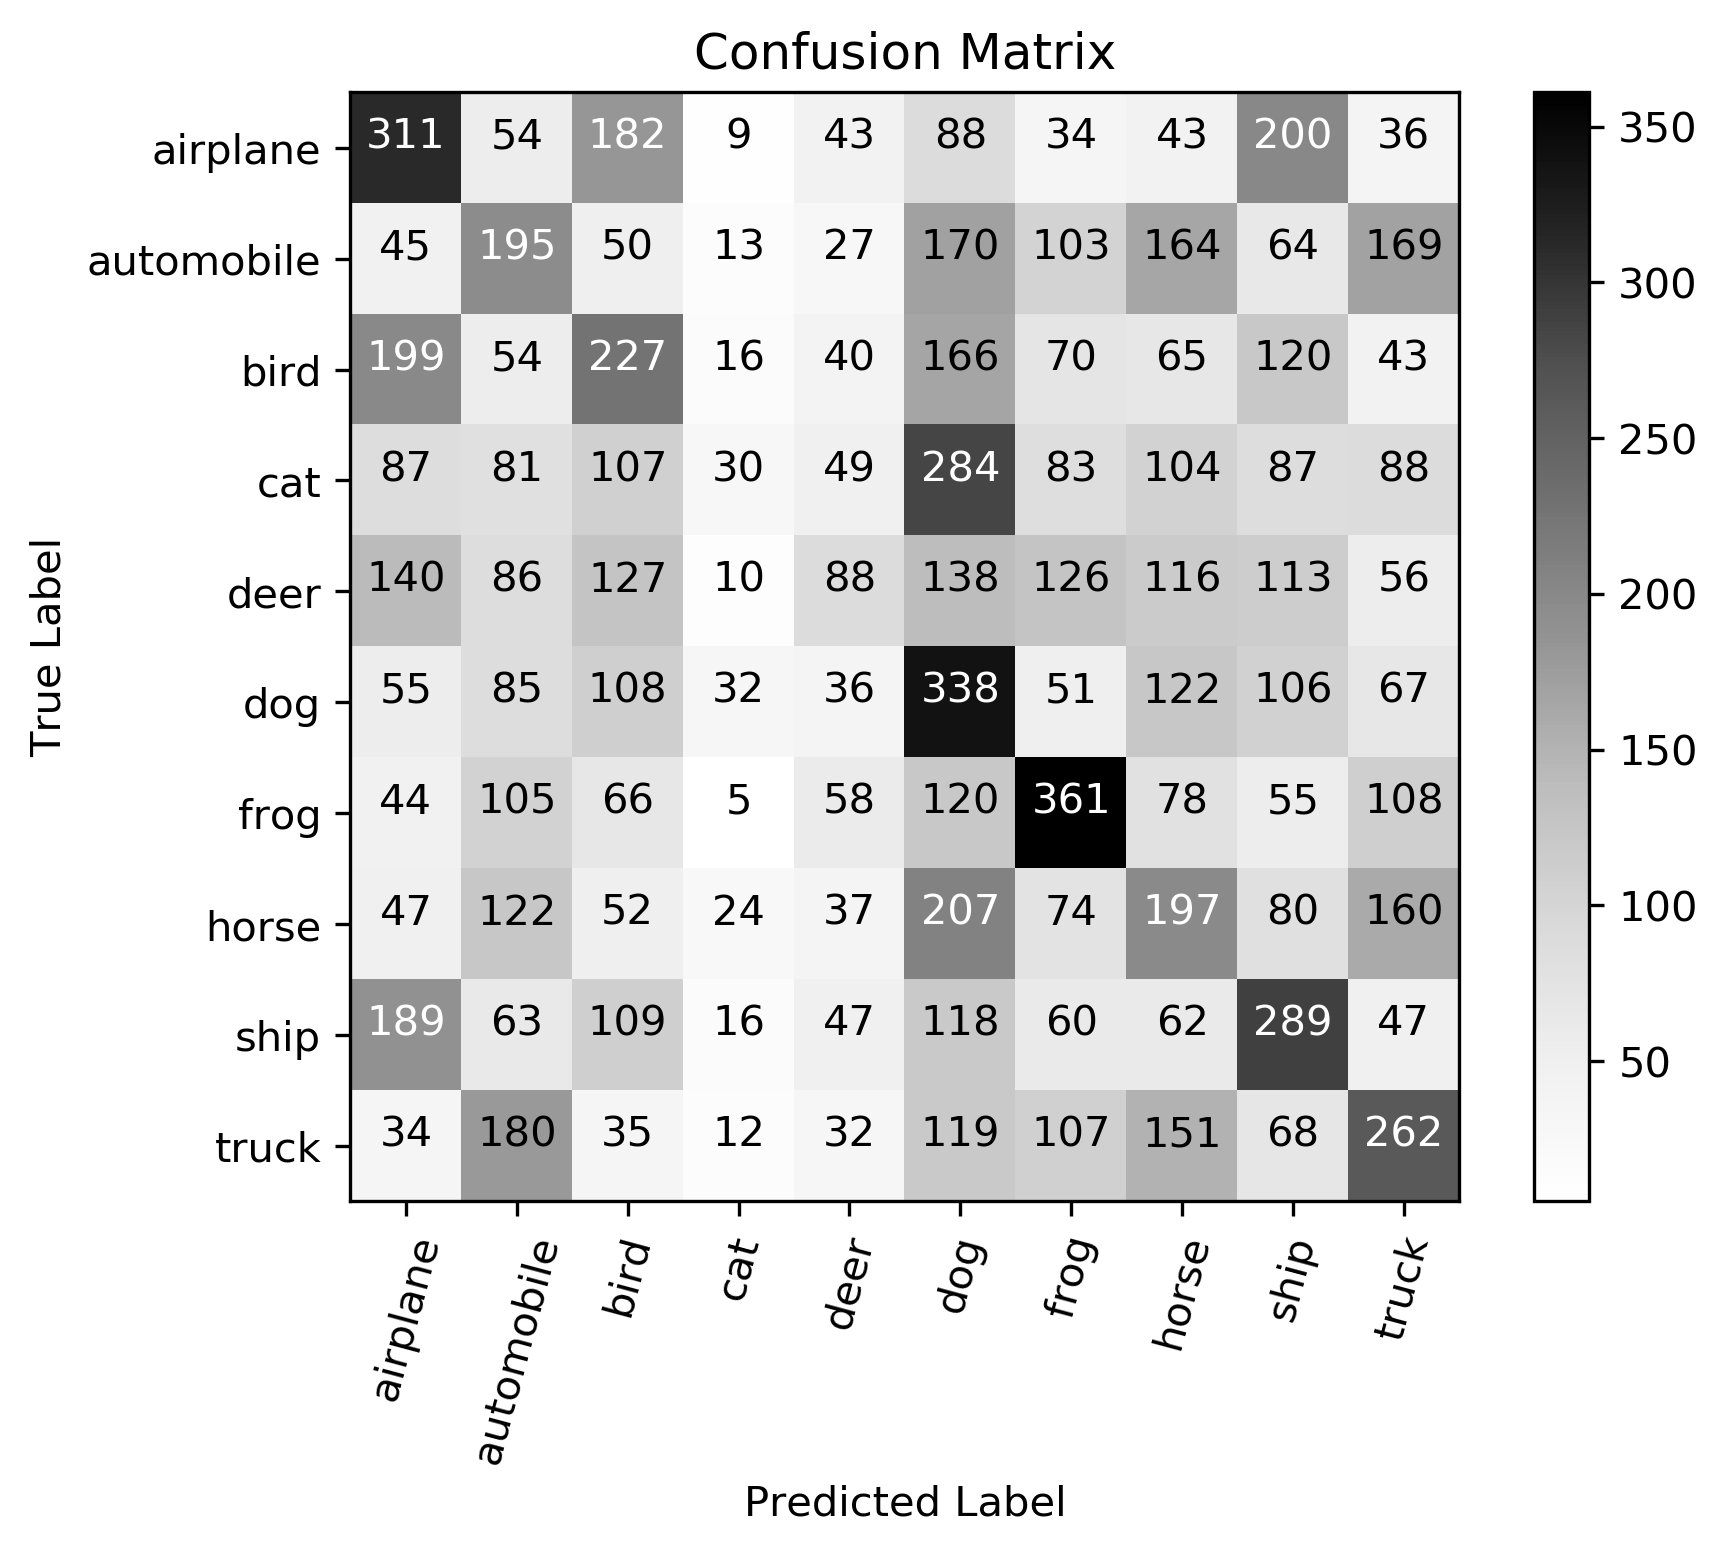 Confusion Matrix
airplane 311 54 182 9 43 88 34 43 200 36
automobile 45 195 50 13 27 170 103 164 64 169
bird 199 54 227 16 40 166 70 65 120 43
cat 87 81 107 30 49 284 83 104 87 88
deer 140 86 127 10 88 138 126 116 113 56
dog 55 85 108 32 36 338 51 122 106 67
frog 44 105 66 5 58 120 361 78 55 108
horse 47 122 52 24 37 207 74 197 80 160
ship 189 63 109 16 47 118 60 62 289 47
truck 34 180 35 12 32 119 107 151 68 262
True Label
airplane automobile bird cat deer dog frog horse ship truck
Predicted Label
350
300
250
200
150
100
50